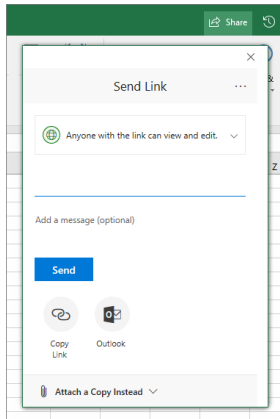 Share
Send Link
Anyone with the link can view and edit.
&
Z
Add a message (optional)
Send
Copy
Link
Outlook
Attach a Copy Instead